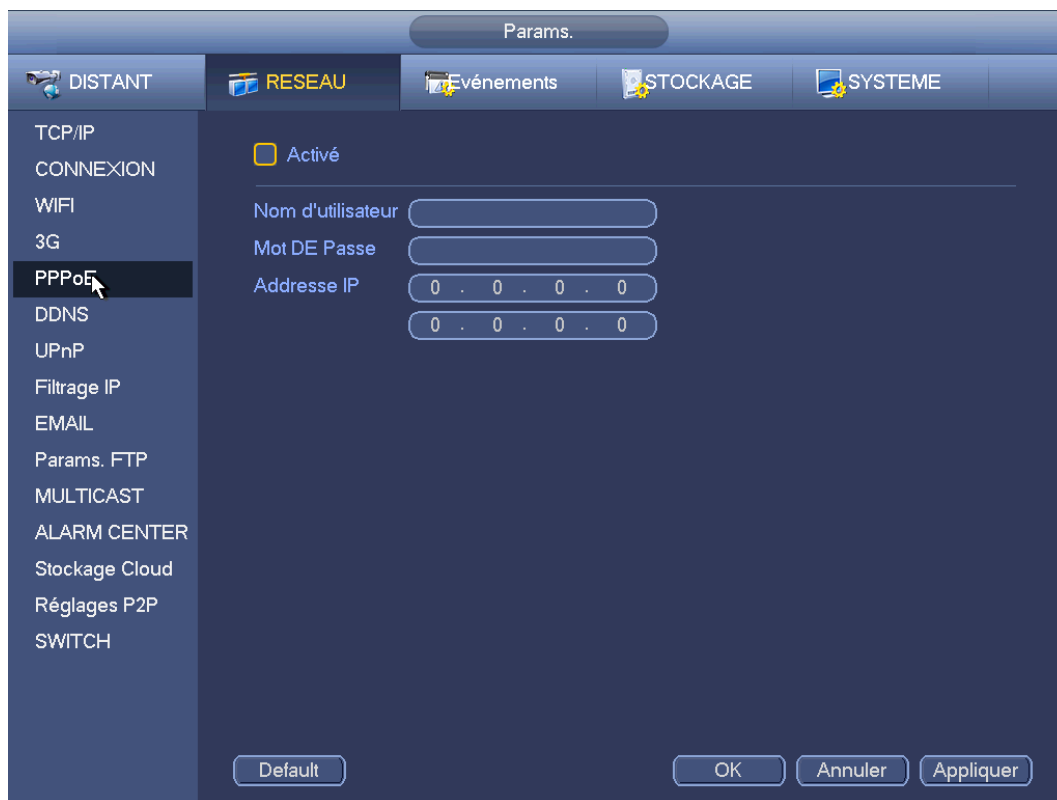 Params.
DISTANT
RESEAU
Evénements
STOCKAGE
SYSTEME
TCP/IP
CONNEXION
WIFI
3G
PPPoE
DDNS
UPnP
Filtrage IP
EMAIL
Params. FTP
MULTICAST
ALARM CENTER
Stockage Cloud
Réglages P2P
SWITCH
Activé
Nom d'utilisateur
Mot DE Passe
Addresse IP 0 . 0 . 0 . 0
0 . 0 . 0 . 0
Default
OK
Annuler
Appliquer